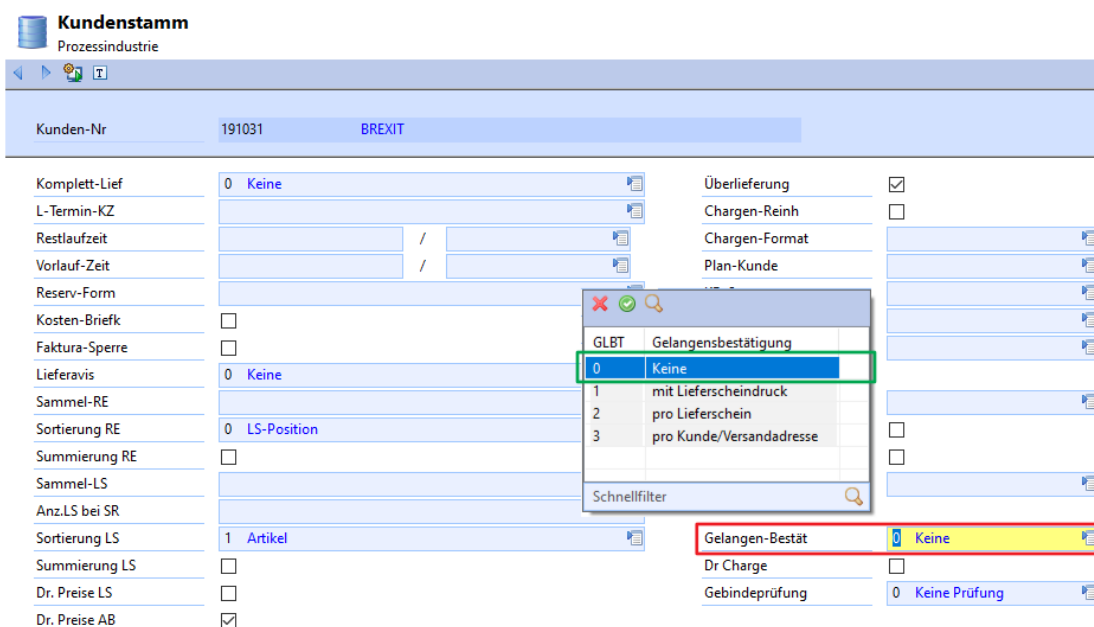 Kundenstamm
Prozessindustrie
T
Kunden-Nr 191031 BREXIT
Komplett-Lief 0 Keine Überlieferung
L-Termin-KZ Chargen-Reinh
Restlaufzeit / Chargen-Format
Vorlauf-Zeit / Plan-Kunde
Reserv-Form
Kosten-Briefk
Faktura-Sperre
GLBT Gelangensbestätigung
0 Keine
1 mit Lieferscheindruck
2 pro Lieferschein
3 pro Kunde/Versandadresse
Schnellfilter
Lieferavis 0 Keine
Sammel-RE
Sortierung RE 0 LS-Position
Summierung RE
Sammel-LS
Anz.LS bei SR
Sortierung LS 1 Artikel Gelangen-Bestät 0 Keine
Summierung LS Dr Charge
Dr. Preise LS Gebindeprüfung 0 Keine Prüfung
Dr. Preise AB